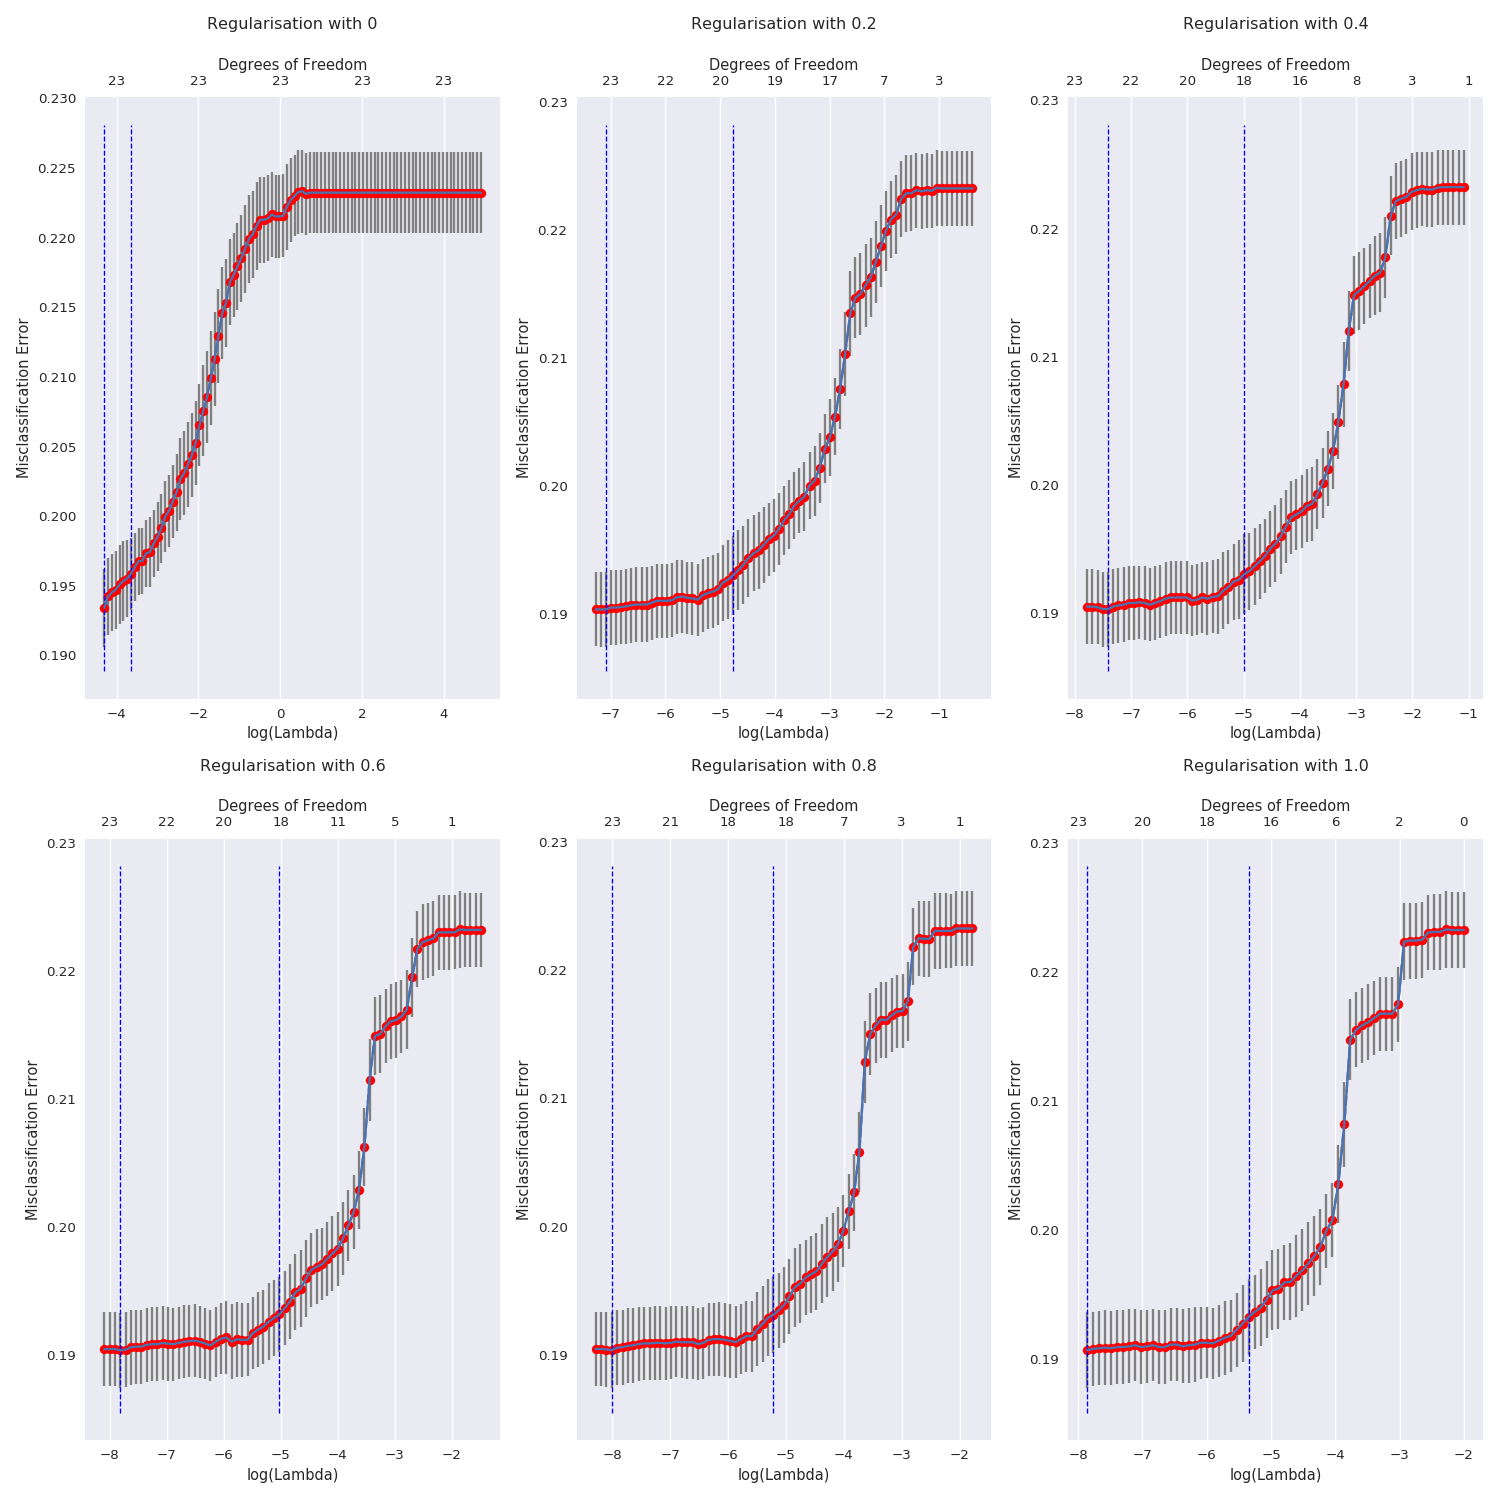 Regularisation with 0
Degrees of Freedom
23 23 23 23 23
0.230
0.225
0.220
0.215
0.210
0.205
0.200
0.195
0.190
Misclassification Error
−4 −2 0 2 4
log(Lambda)
Regularisation with 0.2
Degrees of Freedom
23 22 20 19 17 7 3
0.23
0.22
0.21
0.20
0.19
Misclassification Error
−7 −6 −5 −4 −3 −2 −1
log(Lambda)
Regularisation with 0.4
Degrees of Freedom
23 22 20 18 16 8 3 1
0.23
0.22
0.21
0.20
0.19
Misclassification Error
−8 −7 −6 −5 −4 −3 −2 −1
log(Lambda)
Regularisation with 0.6
Degrees of Freedom
23 22 20 18 11 5 1
0.23
0.22
0.21
0.20
0.19
Misclassification Error
−8 −7 −6 −5 −4 −3 −2
log(Lambda)
Regularisation with 0.8
Degrees of Freedom
23 21 18 18 7 3 1
0.23
0.22
0.21
0.20
0.19
Misclassification Error
−8 −7 −6 −5 −4 −3 −2
log(Lambda)
Regularisation with 1.0
Degrees of Freedom
23 20 18 16 6 2 0
0.23
0.22
0.21
0.20
0.19
Misclassification Error
−8 −7 −6 −5 −4 −3 −2
log(Lambda)